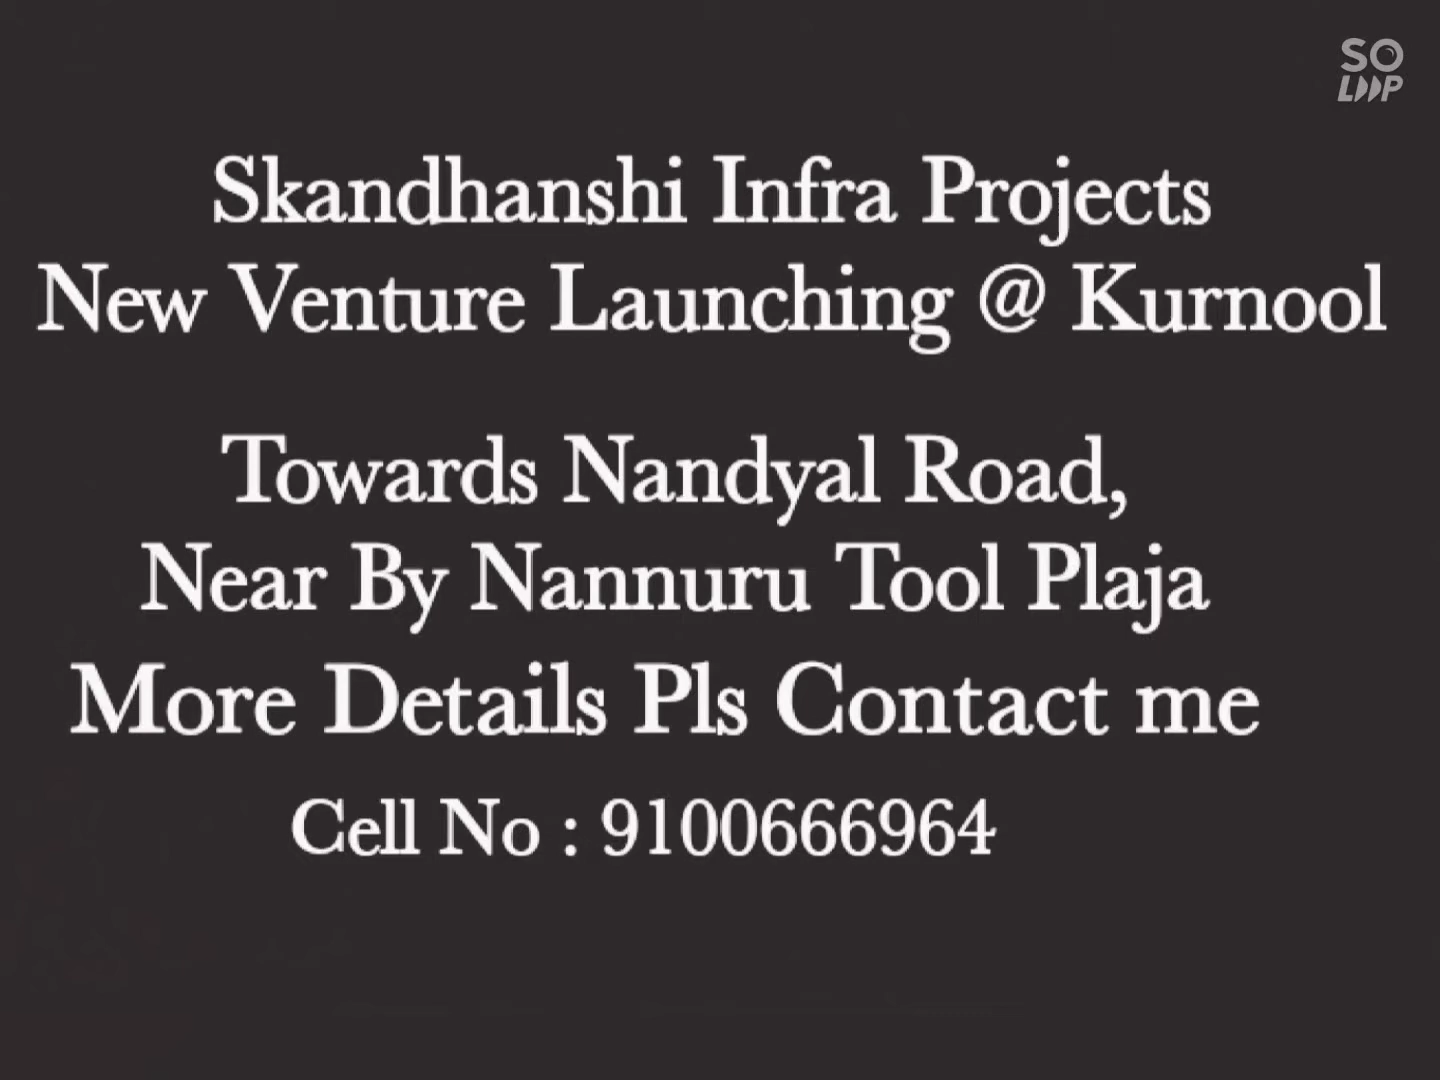 SO
LOOP
Skandhanshi Infra Projects
New Venture Launching @ Kurnool
Towards Nandyal Road,
Near By Nannuru Tool Plaja
More Details Pls Contact me
Cell No : 9100666964